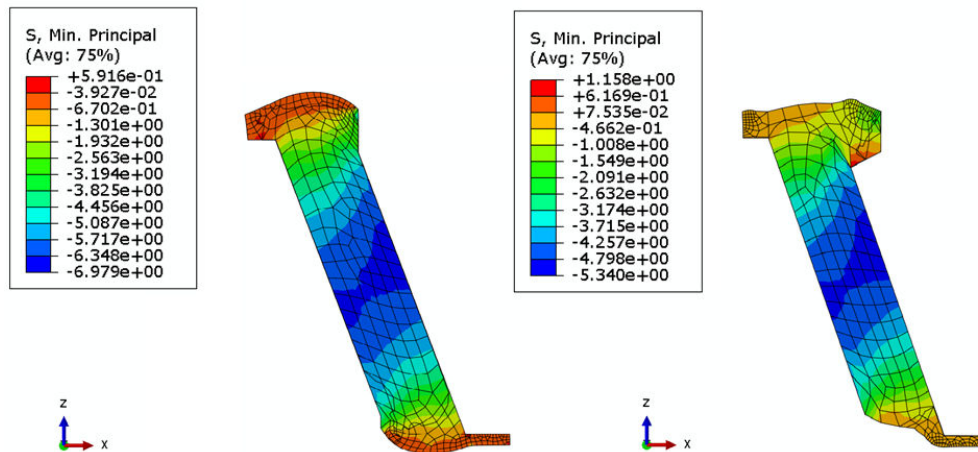 S, Min. Principal
(Avg: 75%)
+5.916e-01
-3.927e-02
-6.702e-01
-1.301e+00
-1.932e+00
-2.563e+00
-3.194e+00
-3.825e+00
-4.456e+00
-5.087e+00
-5.717e+00
-6.348e+00
-6.979e+00
Z
X
S, Min. Principal
(Avg: 75%)
+1.158e+00
+6.169e-01
+7.535e-02
-4.662e-01
-1.008e+00
-1.549e+00
-2.091e+00
-2.632e+00
-3.174e+00
-3.715e+00
-4.257e+00
-4.798e+00
-5.340e+00
Z
X